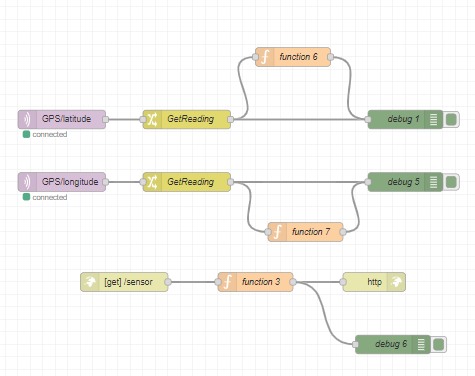 function 6
GPS/latitude
GetReading
debug 1
connected
GPS/longitude
GetReading
debug 5
connected
function 7
[get] /sensor
function 3
http
debug 6